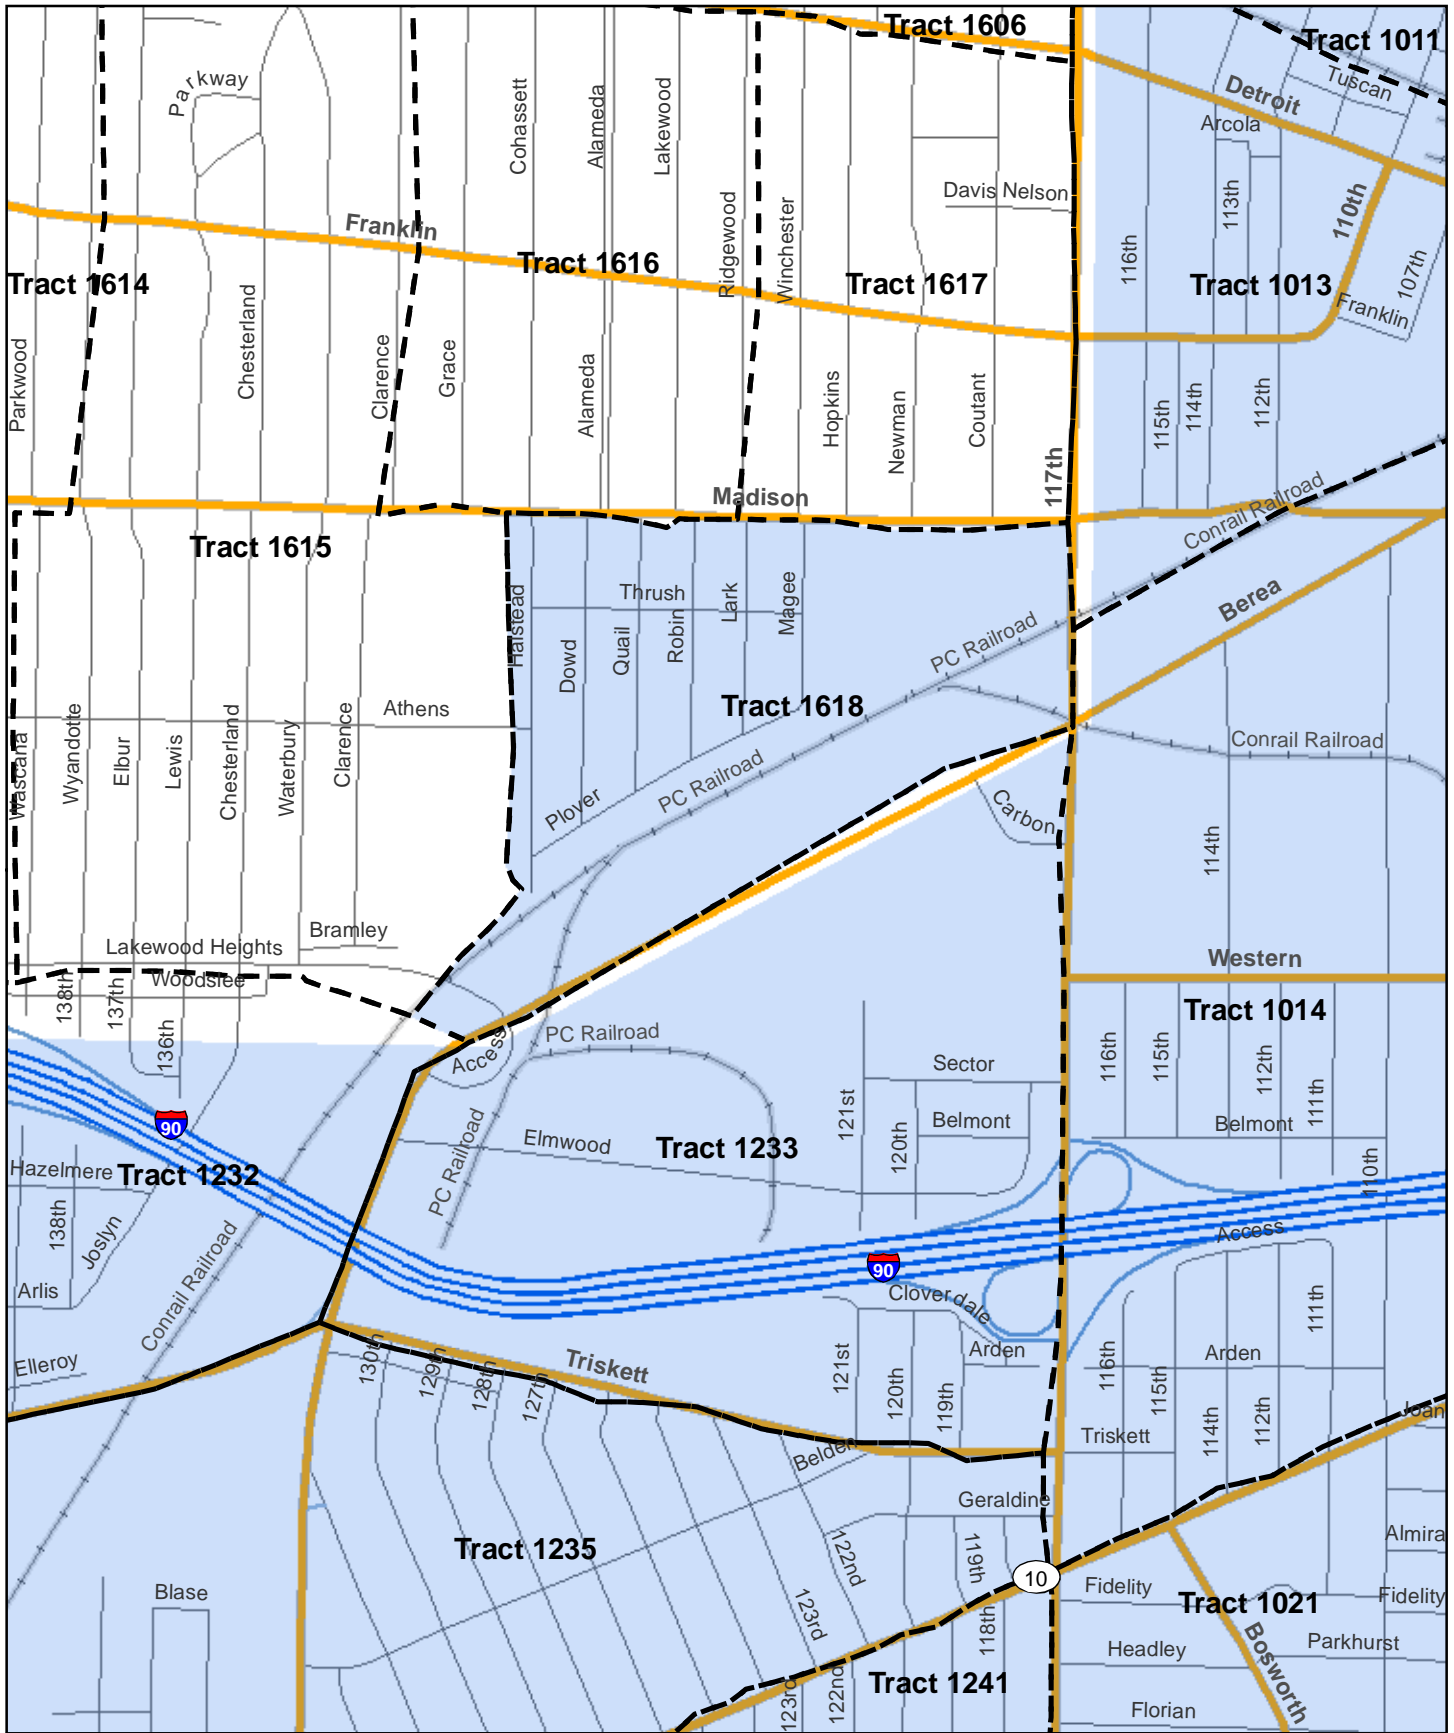 Tract 1606
Tract 1011
Parkway
Tuscan
Detroit
Arcola
Cohassett
Alameda
Lakewood
Davis Nelson
113th
110th
Ridgewood
Winchester
116th
107th
Franklin
Tract 1616
Tract 1614
Tract 1617
Tract 1013
Franklin
Parkwood
Chesterland
Clarence
Grace
Alameda
Hopkins
Newman
Coutant
115th
114th
112th
117th
Madison
Conrail Railroad
Tract 1615
Halstead
Thrush
Lark
Magee
Berea
Dowd
Quail
Robin
PC Railroad
Tract 1618
Athens
Wascana
Wyandotte
Elbur
Lewis
Chesterland
Waterbury
Clarence
Conrail Railroad
PC Railroad
Plover
Carbon
114th
Bramley
Lakewood Heights
Western
Woodslee
138th
137th
136th
Tract 1014
PC Railroad
Access
Sector
116th
115th
112th
111th
121st
120th
Belmont
Belmont
90
Elmwood
Tract 1233
PC Railroad
Hazelmere
Tract 1232
110th
138th
Joslyn
Access
Conrail Railroad
90
Arlis
Cloverdale
111th
Elleroy
130th
129th
128th
127th
Triskett
121st
120th
119th
Arden
116th
115th
Arden
114th
112th
Joan
Triskett
Belden
Geraldine
Tract 1235
122nd
119th
Almira
10
Blase
123rd
118th
Fidelity
Tract 1021
Fidelity
Headley
Bosworth
Parkhurst
Tract 1241
123rd
122nd
Florian